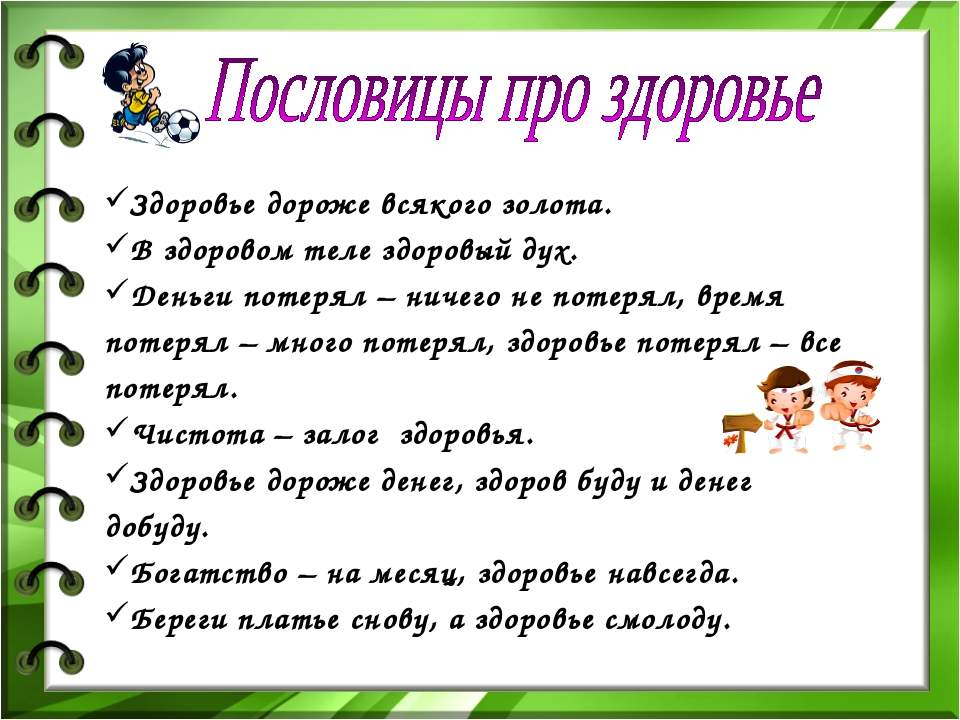 Пословицы про здоровье
✓Здоровье дороже всякого золота.
✓В здоровом теле здоровый дух.
✓Деньги потерял – ничего не потерял, время
потерял – много потерял, здоровье потерял – все
потерял.
✓Чистота – залог здоровья.
✓Здоровье дороже денег, здоров буду и денег
добуду.
✓Богатство – на месяц, здоровье навсегда.
✓Береги платье снову, а здоровье смолоду.